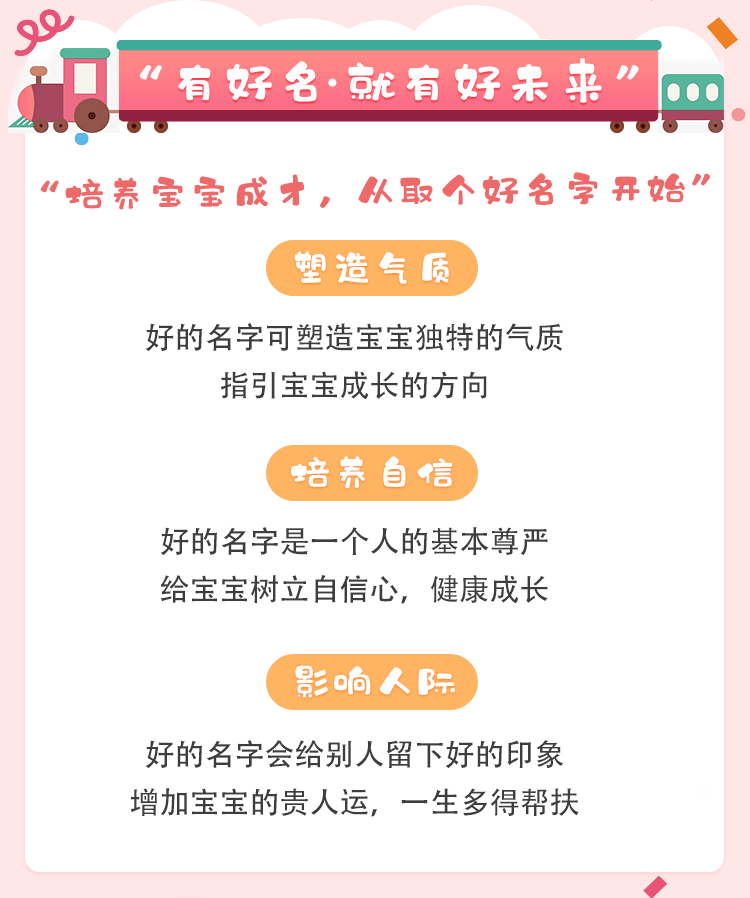 “有好名·就有好未来”
“培养宝宝成才，从取个好名字开始”
塑造气质
好的名字可塑造宝宝独特的气质
指引宝宝成长的方向
培养自信
好的名字是一个人的基本尊严
给宝宝树立自信心，健康成长
影响人际
好的名字会给别人留下好的印象
增加宝宝的贵人运，一生多得帮扶